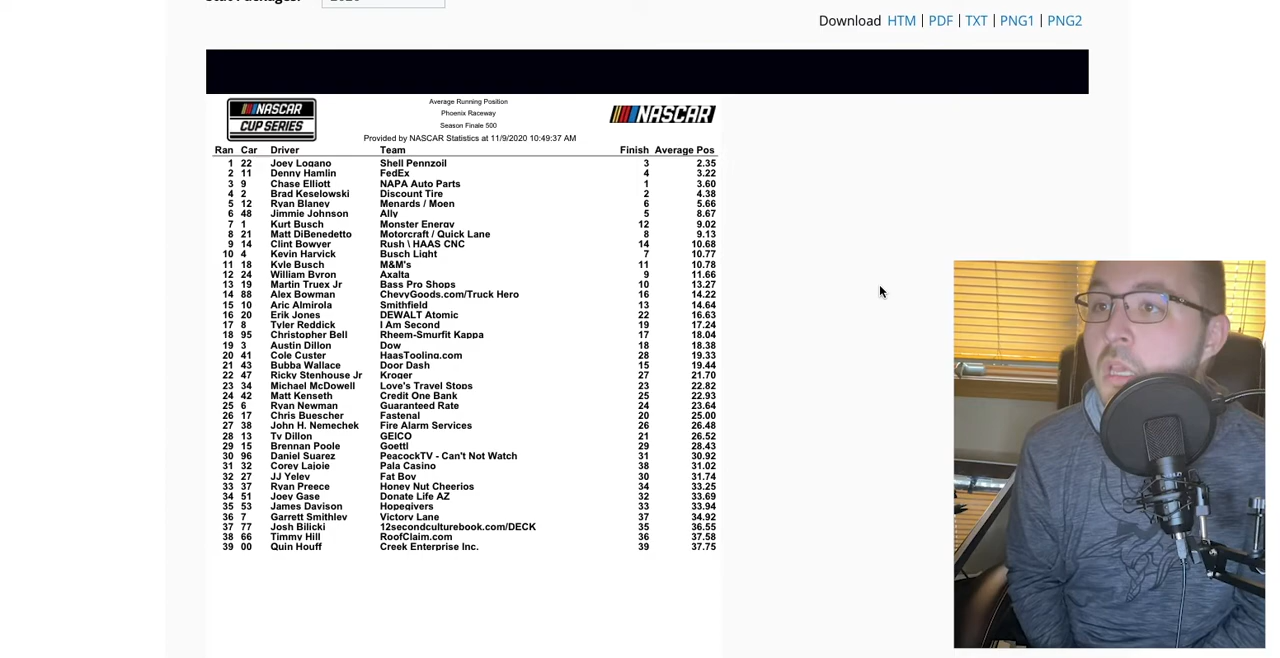 Download HTM | PDF | TXT | PNG1 | PNG2
NASCAR
CUP SERIES
Average Running Position
Phoenix Raceway
Season Finale 500
Provided by NASCAR Statistics at 11/9/2020 10:49:37 AM
NASCAR
Ran Car Driver Team Finish Average Pos
1 22 Joey Logano Shell Pennzoil 3 2.35
2 11 Denny Hamlin FedEx 4 3.22
3 9 Chase Elliott NAPA Auto Parts 1 3.60
4 2 Brad Keselowski Discount Tire 2 4.38
5 12 Ryan Blaney Menards / Moen 6 5.66
6 48 Jimmie Johnson Ally 5 8.67
7 1 Kurt Busch Monster Energy 12 9.02
8 21 Matt DiBenedetto Motorcraft / Quick Lane 8 9.13
9 14 Clint Bowyer Rush \ HAAS CNC 14 10.68
10 4 Kevin Harvick Busch Light 7 10.77
11 18 Kyle Busch M&M's 11 10.78
12 24 William Byron Axalta 9 11.66
13 19 Martin Truex Jr Bass Pro Shops 10 13.27
14 88 Alex Bowman ChevyGoods.com/Truck Hero 16 14.22
15 10 Aric Almirola Smithfield 13 14.64
16 20 Erik Jones DEWALT Atomic 22 16.63
17 8 Tyler Reddick I Am Second 19 17.24
18 95 Christopher Bell Rheem-Smurfit Kappa 17 18.04
19 3 Austin Dillon Dow 18 18.38
20 41 Cole Custer HaasTooling.com 28 19.33
21 43 Bubba Wallace Door Dash 15 19.44
22 47 Ricky Stenhouse Jr Kroger 27 21.70
23 34 Michael McDowell Love's Travel Stops 23 22.82
24 42 Matt Kenseth Credit One Bank 25 22.93
25 6 Ryan Newman Guaranteed Rate 24 23.64
26 17 Chris Buescher Fastenal 20 25.00
27 38 John H. Nemechek Fire Alarm Services 26 26.48
28 13 Ty Dillon GEICO 21 26.52
29 15 Brennan Poole Goettl 29 28.43
30 96 Daniel Suarez PeacockTV - Can't Not Watch 31 30.92
31 32 Corey Lajoie Pala Casino 38 31.02
32 27 JJ Yeley Fat Boy 30 31.74
33 37 Ryan Preece Honey Nut Cheerios 34 33.25
34 51 Joey Gase Donate Life AZ 32 33.69
35 53 James Davison Hopegivers 33 33.94
36 7 Garrett Smithley Victory Lane 37 34.92
37 77 Josh Bilicki 12secondculturebook.com/DECK 35 36.55
38 66 Timmy Hill RoofClaim.com 36 37.58
39 00 Quin Houff Creek Enterprise Inc. 39 37.75